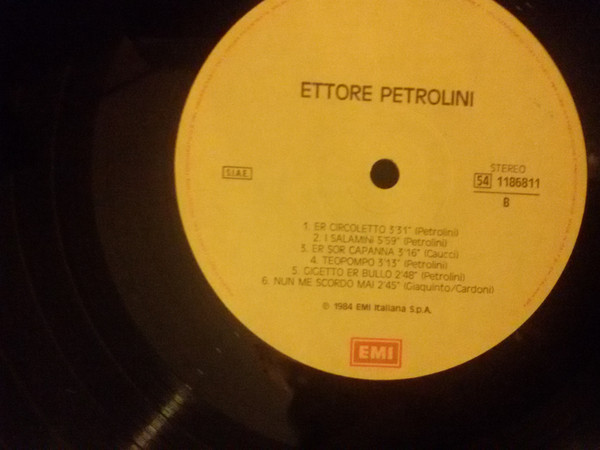 ETTORE PETROLINI
S.I.A.E.
STEREO
54 1186811
B
1. ER CIRCOLETTO 3'31" (Petrolini)
2. I SALAMINI 5'59" (Petrolini)
3. ER SOR CAPANNA 3'16" (Caucci)
4. TEOPOMPO 3'13" (Petrolini)
5. GIGETTO ER BULLO 2'48" (Petrolini)
6. NUN ME SCORDO MAI 2'45" (Giaquinto/Cardoni)
℗ 1984 EMI Italiana S.p.A.
EMI